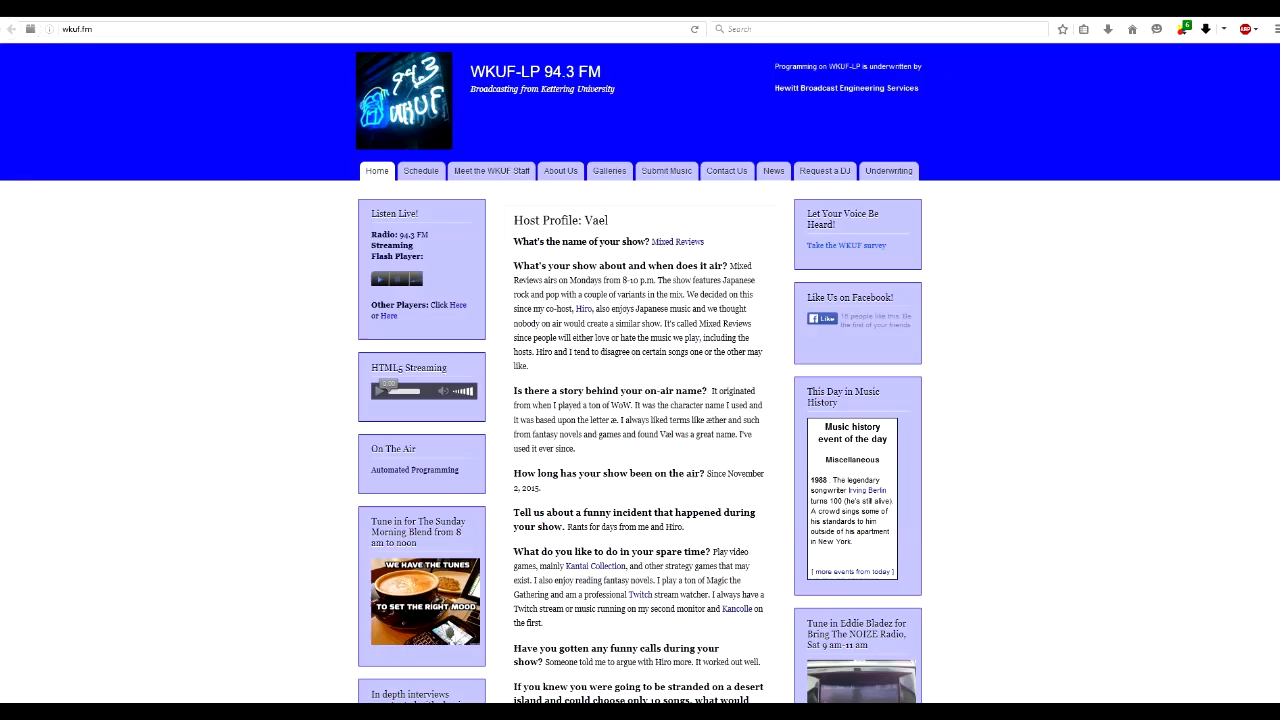 wkuf.fm
Search
6
ABP
94.3
WKUF
WKUF-LP 94.3 FM
Broadcasting from Kettering University
Programming on WKUF-LP is underwritten by
Hewitt Broadcast Engineering Services
Home
Schedule
Meet the WKUF Staff
About Us
Galleries
Submit Music
Contact Us
News
Request a DJ
Underwriting
Listen Live!
Radio: 94.3 FM
Streaming
Flash Player:
Other Players: Click Here
or Here
HTML5 Streaming
0:00
On The Air
Automated Programming
Tune in for The Sunday
Morning Blend from 8
am to noon
WE HAVE THE TUNES
TO SET THE RIGHT MOOD
In depth interviews
Host Profile: Vael
What's the name of your show? Mixed Reviews
What's your show about and when does it air? Mixed
Reviews airs on Mondays from 8-10 p.m. The show features Japanese
rock and pop with a couple of variants in the mix. We decided on this
since my co-host, Hiro, also enjoys Japanese music and we thought
nobody on air would create a similar show. It's called Mixed Reviews
since people will either love or hate the music we play, including the
hosts. Hiro and I tend to disagree on certain songs one or the other may
like.
Is there a story behind your on-air name? It originated
from when I played a ton of WoW. It was the character name I used and
it was based upon the letter æ. I always liked terms like æther and such
from fantasy novels and games and found Væl was a great name. I've
used it ever since.
How long has your show been on the air? Since November
2, 2015.
Tell us about a funny incident that happened during
your show. Rants for days from me and Hiro.
What do you like to do in your spare time? Play video
games, mainly Kantai Collection, and other strategy games that may
exist. I also enjoy reading fantasy novels. I play a ton of Magic the
Gathering and am a professional Twitch stream watcher. I always have a
Twitch stream or music running on my second monitor and Kancolle on
the first.
Have you gotten any funny calls during your
show? Someone told me to argue with Hiro more. It worked out well.
If you knew you were going to be stranded on a desert
island and could choose only 10 songs, what would
Let Your Voice Be
Heard!
Take the WKUF survey
Like Us on Facebook!
Like
16 people like this. Be
the first of your friends
This Day in Music
History
Music history
event of the day
Miscellaneous
1988 . The legendary
songwriter Irving Berlin
turns 100 (he's still alive).
A crowd sings some of
his standards to him
outside of his apartment
in New York.
[ more events from today ]
Tune in Eddie Bladez for
Bring The NOIZE Radio,
Sat 9 am-11 am